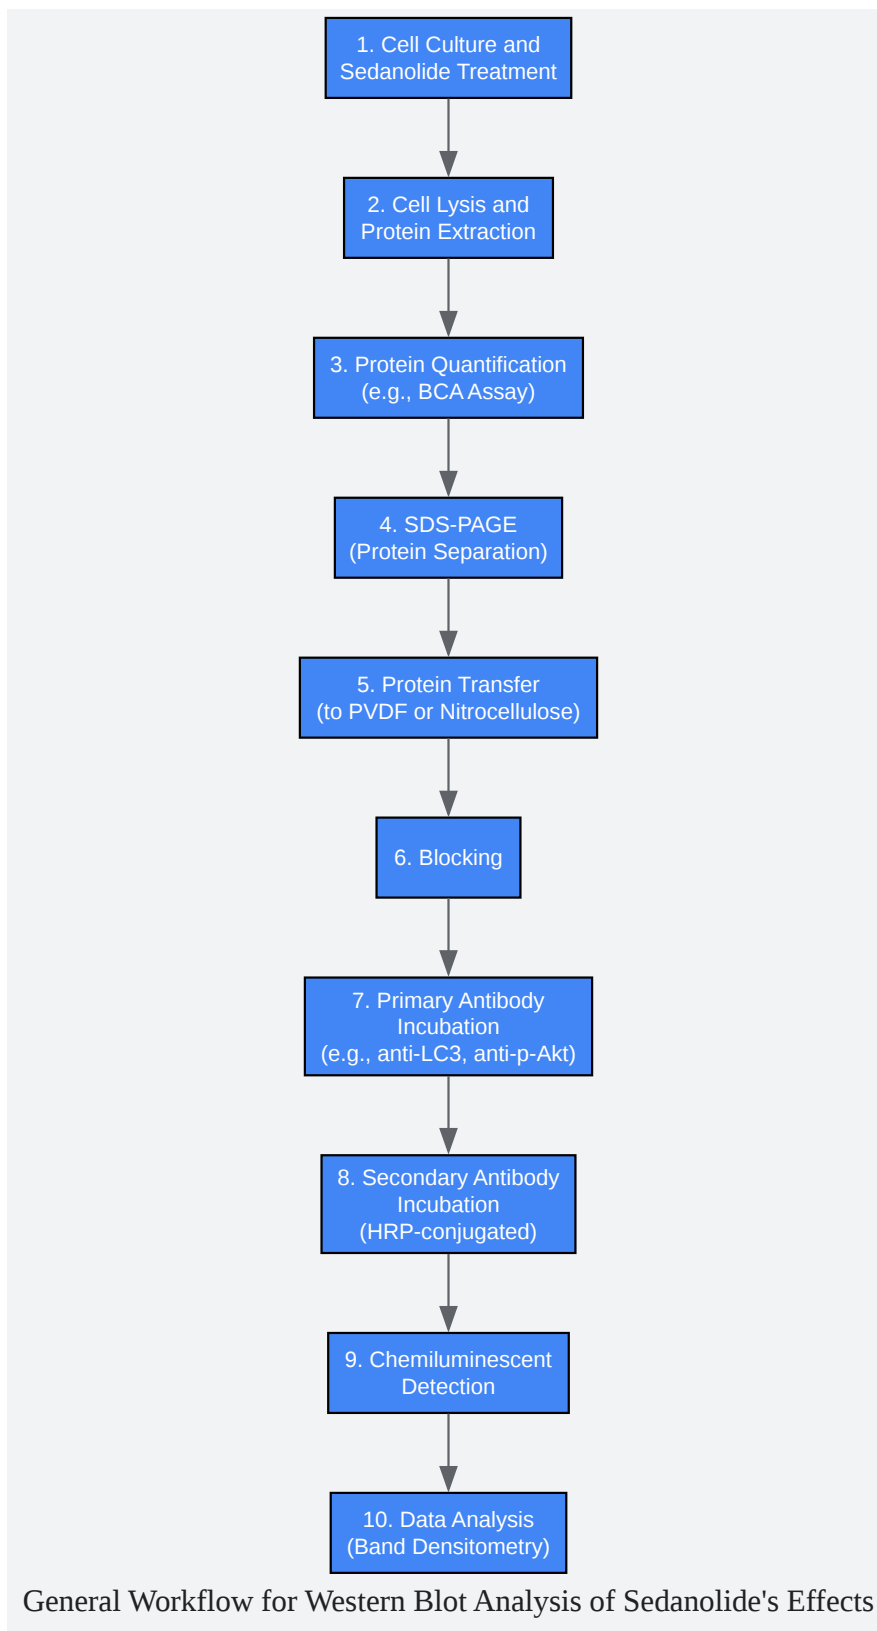 1. Cell Culture and
Sedanolide Treatment
2. Cell Lysis and
Protein Extraction
3. Protein Quantification
(e.g., BCA Assay)
4. SDS-PAGE
(Protein Separation)
5. Protein Transfer
(to PVDF or Nitrocellulose)
6. Blocking
7. Primary Antibody
Incubation
(e.g., anti-LC3, anti-p-Akt)
8. Secondary Antibody
Incubation
(HRP-conjugated)
9. Chemiluminescent
Detection
10. Data Analysis
(Band Densitometry)
General Workflow for Western Blot Analysis of Sedanolide's Effects